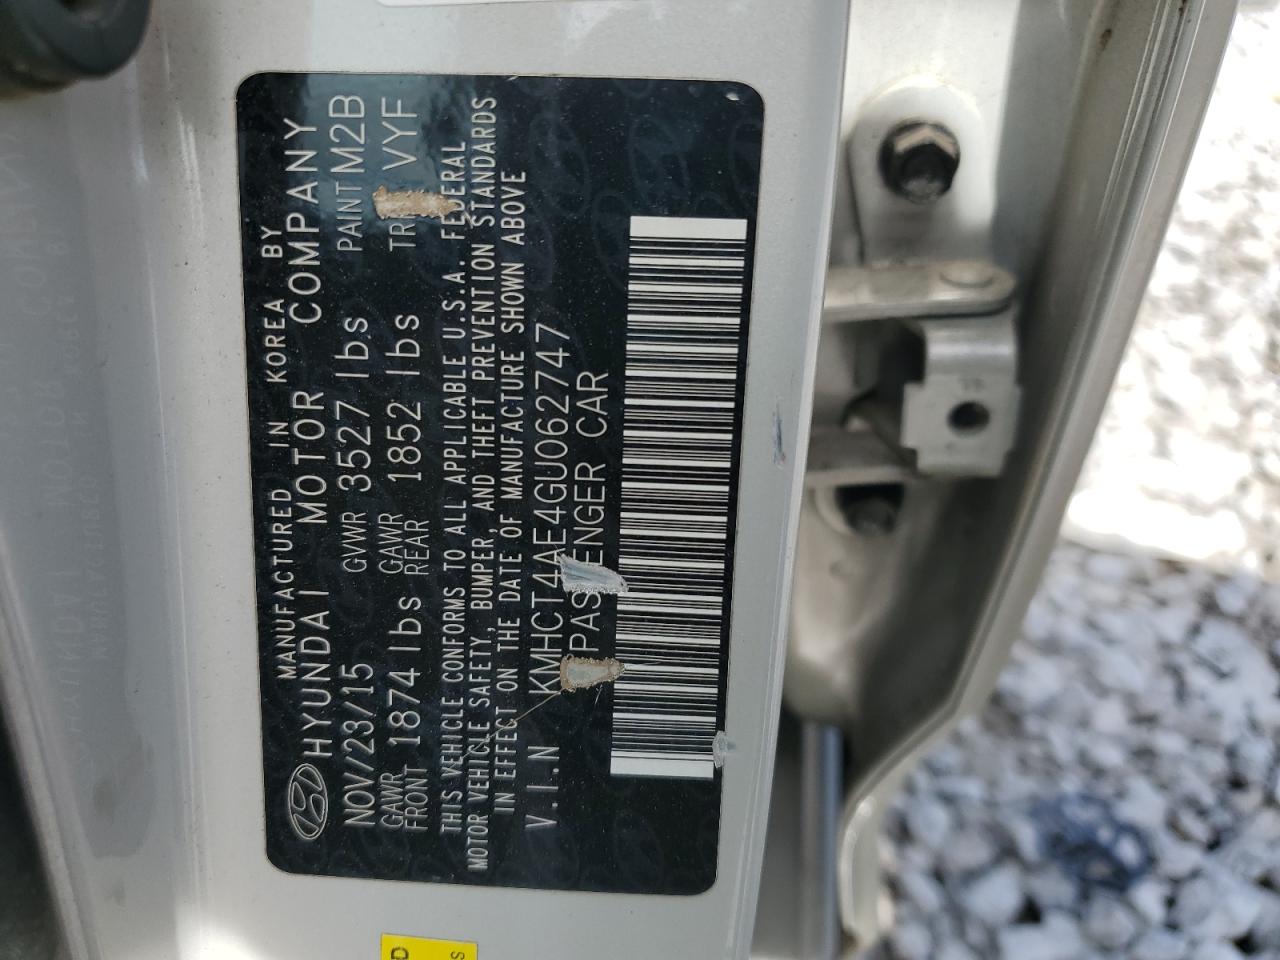 MANUFACTURED IN KOREA BY
HYUNDAI MOTOR COMPANY
NOV/23/15 GVWR 3527 lbs PAINT M2B
GAWR FRONT 1874 lbs GAWR REAR 1852 lbs VYF
THIS VEHICLE CONFORMS TO ALL APPLICABLE U.S.A. FEDERAL
MOTOR VEHICLE SAFETY, BUMPER, AND THEFT PREVENTION STANDARDS
IN EFFECT ON THE DATE OF MANUFACTURE SHOWN ABOVE
V.I.N KMHCT4AE4GU062747
PASSENGER CAR